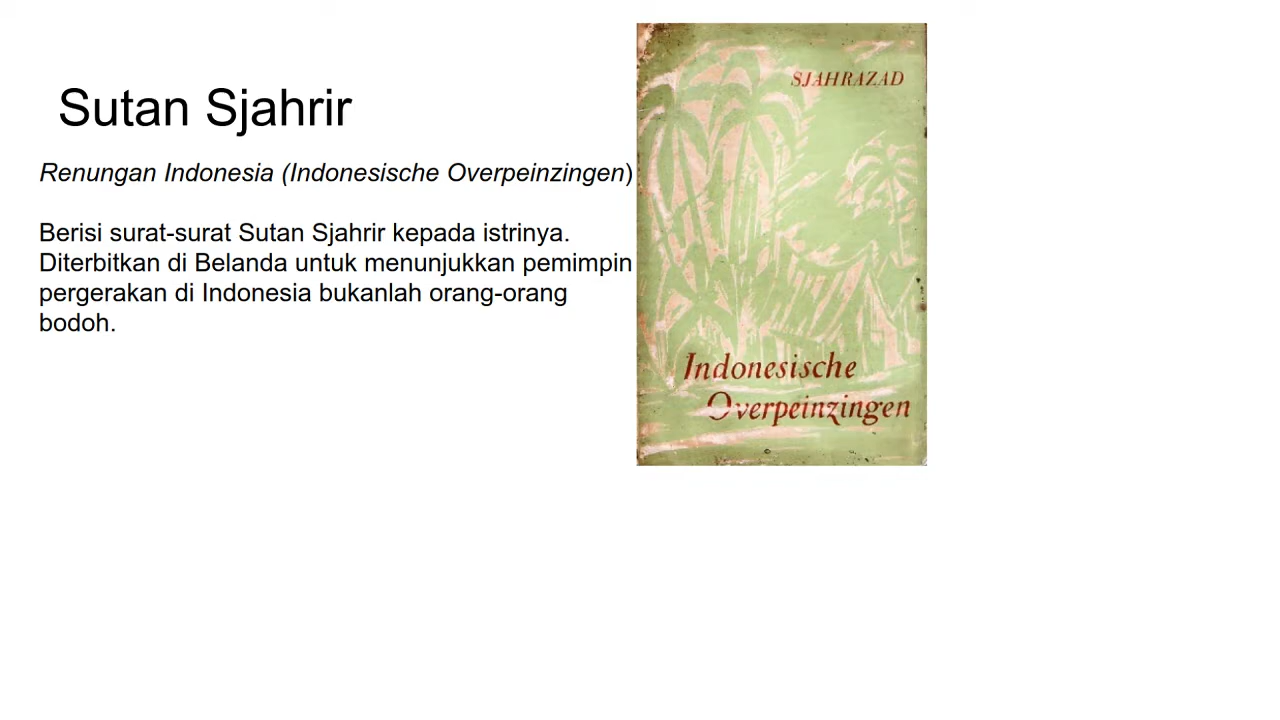 Sutan Sjahrir
Renungan Indonesia (Indonesische Overpeinzingen)
Berisi surat-surat Sutan Sjahrir kepada istrinya.
Diterbitkan di Belanda untuk menunjukkan pemimpin
pergerakan di Indonesia bukanlah orang-orang
bodoh.
SJAHRAZAD
Indonesische
Overpeinzingen